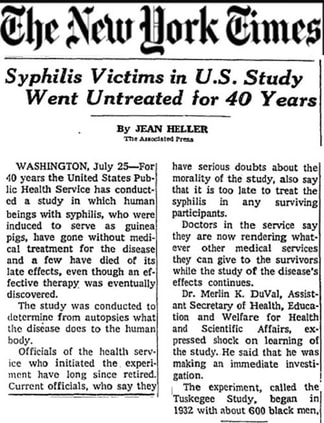 The New York Times
Syphilis Victims in U.S. Study
Went Untreated for 40 Years
By JEAN HELLER
The Associated Press
WASHINGTON, July 25—For
40 years the United States Pub-
lic Health Service has conduct-
ed a study in which human
beings with syphilis, who were
induced to serve as guinea
pigs, have gone without medi-
cal treatment for the disease
and a few have died of its
late effects, even though an ef-
fective therapy was eventually
discovered.
The study was conducted to
determine from autopsies what
the disease does to the human
body.
Officials of the health serv-
ice who initiated the experi-
ment have long since retired.
Current officials, who say they
have serious doubts about the
morality of the study, also say
that it is too late to treat the
syphilis in any surviving
participants.
Doctors in the service say
they are now rendering what-
ever other medical services
they can give to the survivors
while the study of the disease's
effects continues.
Dr. Merlin K. DuVal, Assist-
ant Secretary of Health, Educa-
tion and Welfare for Health
and Scientific Affairs, ex-
pressed shock on learning of
the study. He said that he was
making an immediate investi-
gation.
The experiment, called the
Tuskegee Study, began in
1932 with about 600 black men,